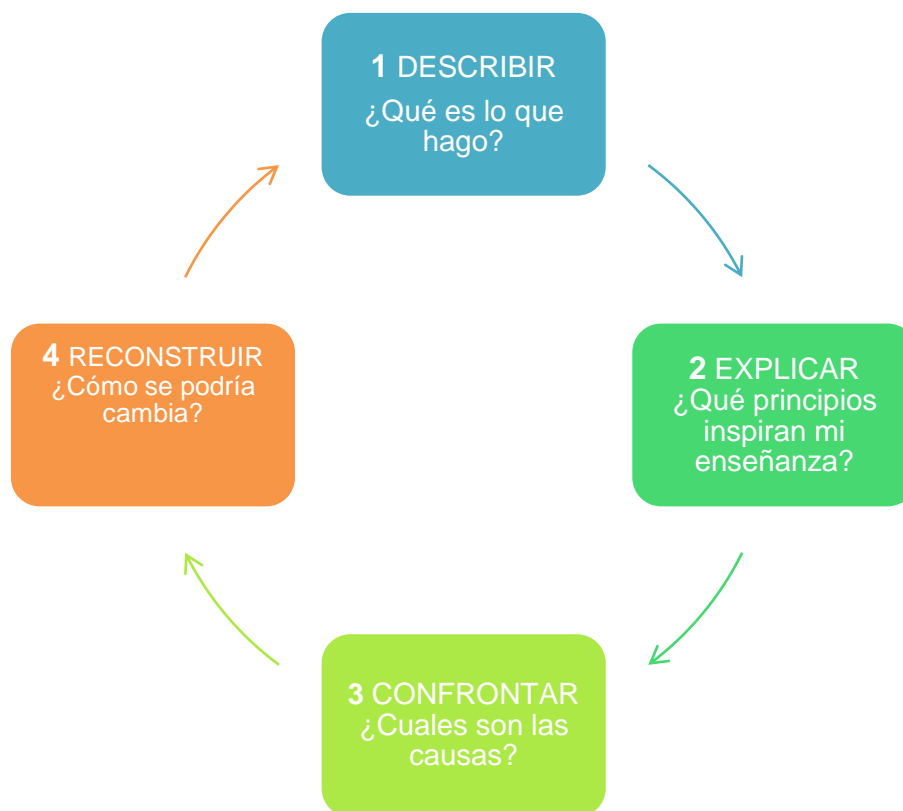 1 DESCRIBIR
¿Qué es lo que
hago?
2 EXPLICAR
¿Qué principios
inspiran mi
enseñanza?
3 CONFRONTAR
¿Cuales son las
causas?
4 RECONSTRUIR
¿Cómo se podría
cambia?